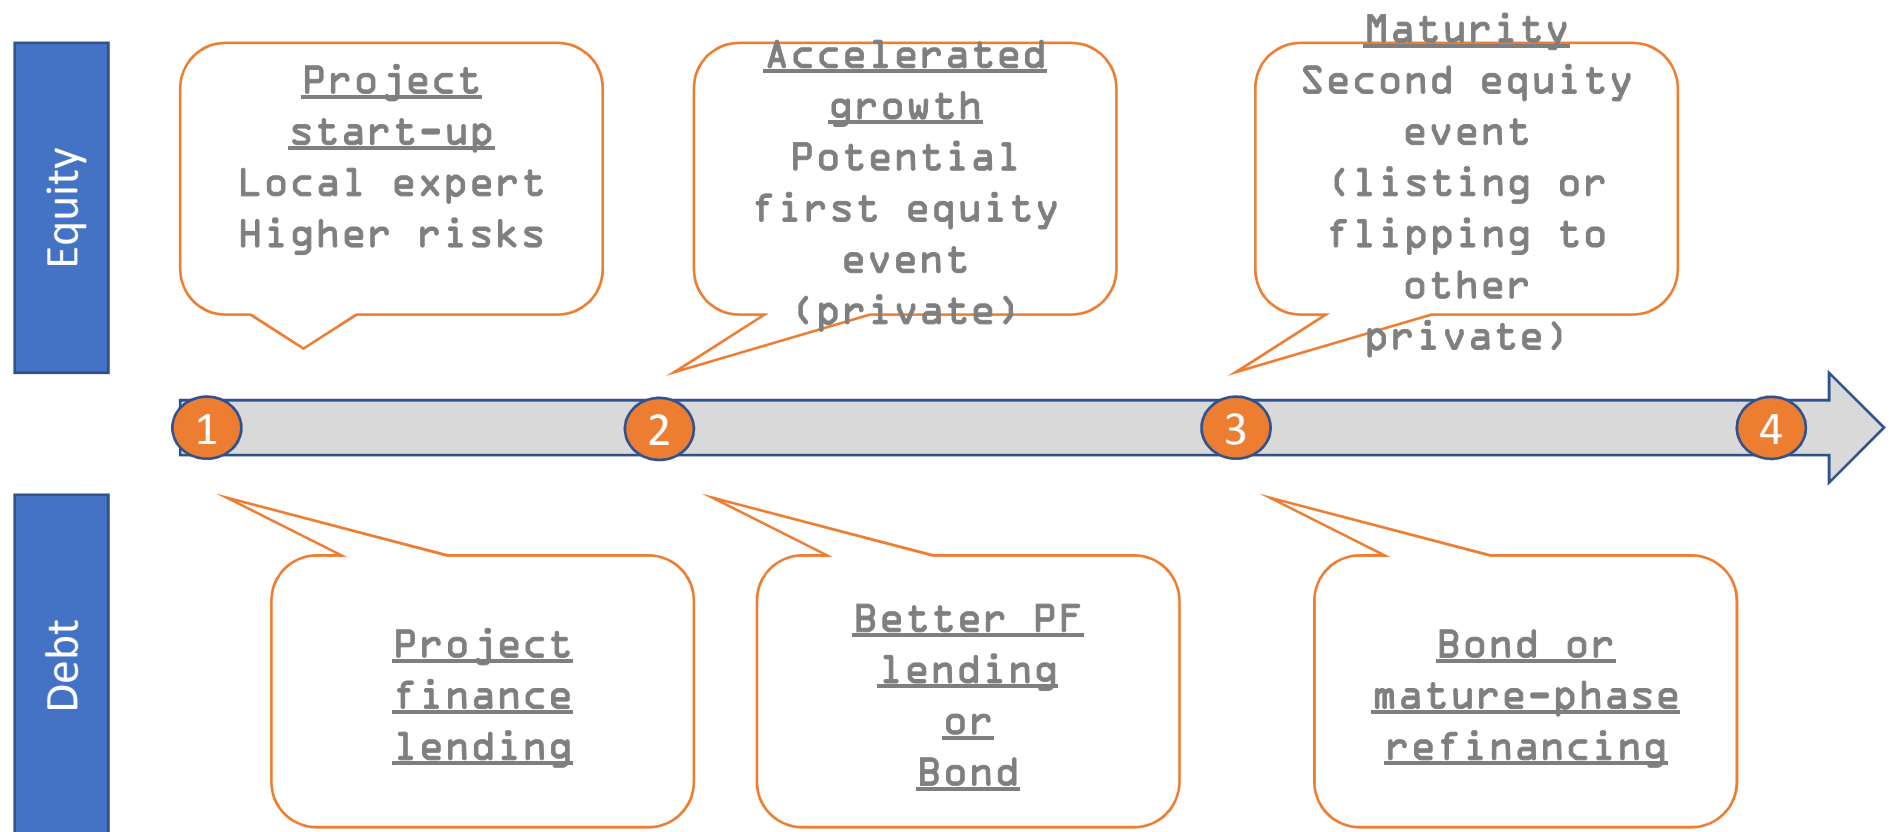 Equity
Project
start-up
Local expert
Higher risks
Accelerated
growth
Potential
first equity
event
(private)
Maturity
Second equity
event
(listing or
flipping to
other
private)
1
2
3
4
Debt
Project
finance
lending
Better PF
lending
or
Bond
Bond or
mature-phase
refinancing